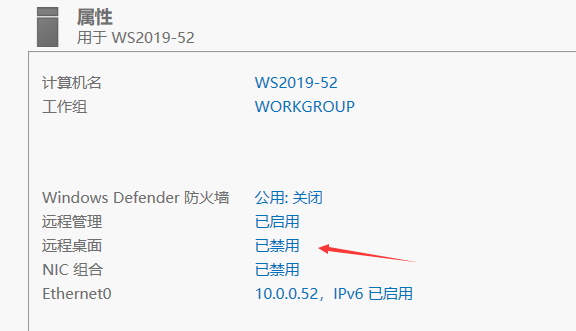 属性
用于 WS2019-52
计算机名 WS2019-52
工作组 WORKGROUP
Windows Defender 防火墙 公用: 关闭
远程管理 已启用
远程桌面 已禁用
NIC 组合 已禁用
Ethernet0 10.0.0.52，IPv6 已启用